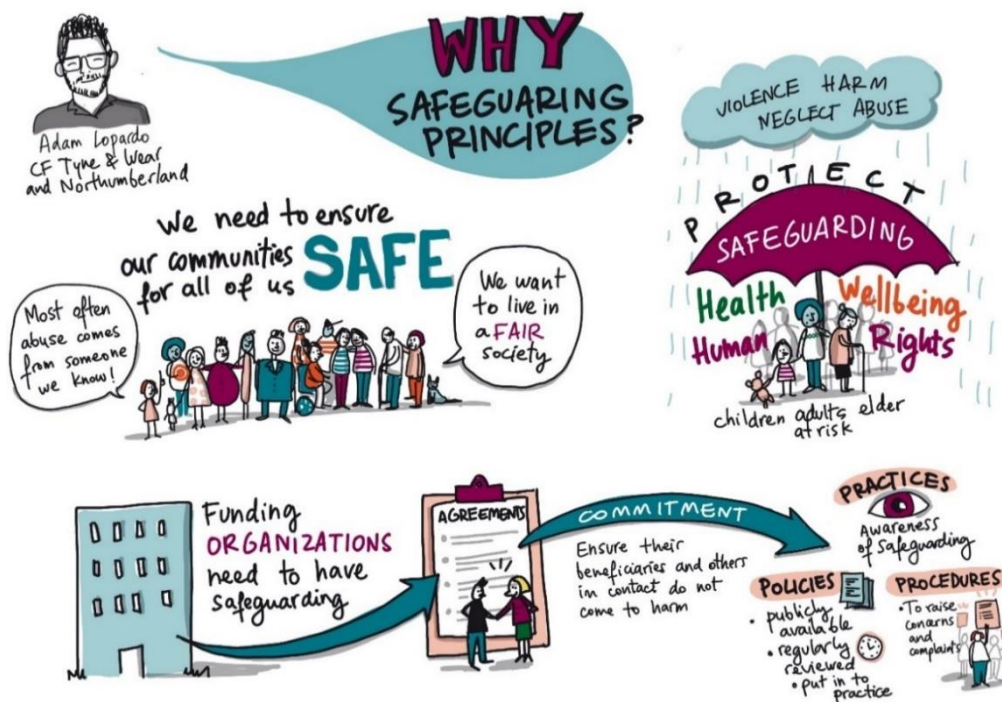 WHY
SAFEGUARING
PRINCIPLES?
Adam Lopardo
CF Tyne & Wear
and Northumberland
VIOLENCE HARM
NEGLECT ABUSE
PROTECT
SAFEGUARDING
Health Wellbeing
Human Rights
children adults elder
at risk
We need to ensure
our communities
for all of us SAFE
Most often
abuse comes
from someone
we know!
We want
to live in
a FAIR
society
Funding
ORGANIZATIONS
need to have
safeguarding
AGREEMENTS
COMMITMENT
Ensure their
beneficiaries and others
in contact do not
come to harm
PRACTICES
Awareness
of safeguarding
POLICIES
• publicly
available
• regularly
reviewed
• put in to
practice
PROCEDURES
• To raise
concerns
and
complaints